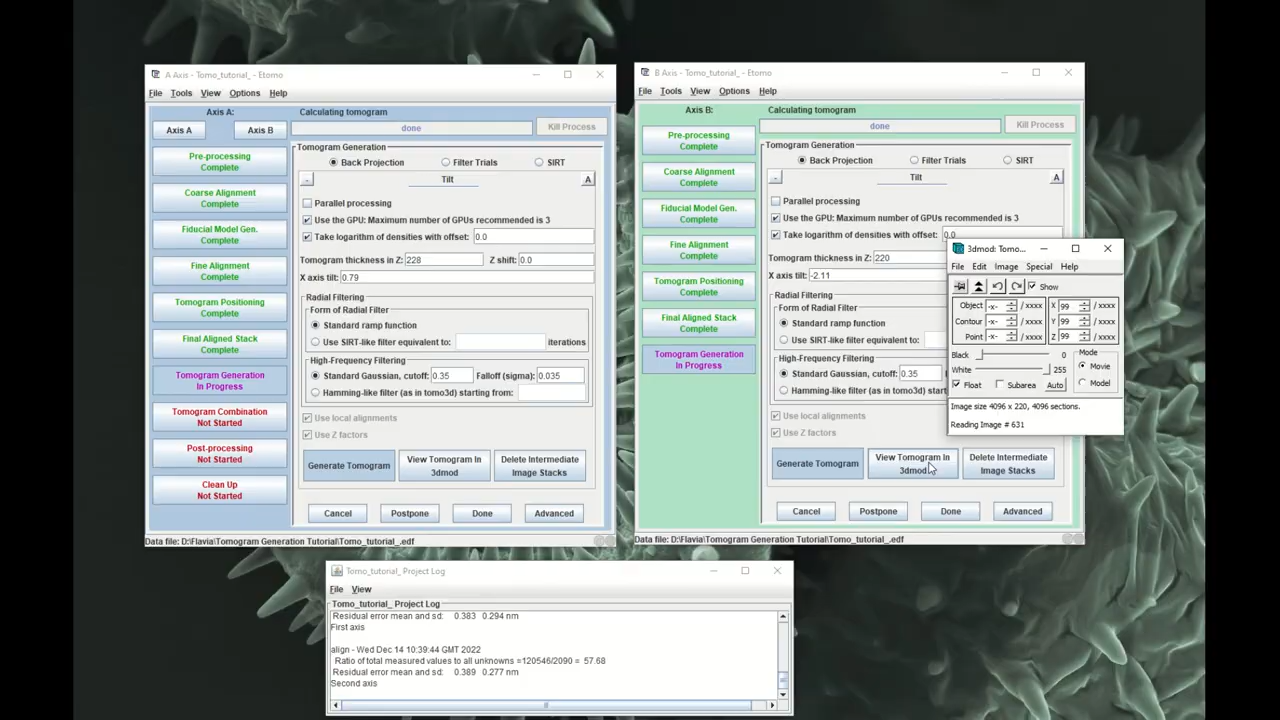 A Axis - Tomo_tutorial_ - Etomo
File Tools View Options Help
Axis A:
Calculating tomogram
Axis A
Axis B
done
Kill Process
Pre-processing
Complete
Coarse Alignment
Complete
Fiducial Model Gen.
Complete
Fine Alignment
Complete
Tomogram Positioning
Complete
Final Aligned Stack
Complete
Tomogram Generation
In Progress
Tomogram Combination
Not Started
Post-processing
Not Started
Clean Up
Not Started
Tomogram Generation
Back Projection
Filter Trials
SIRT
-
Tilt
A
Parallel processing
Use the GPU: Maximum number of GPUs recommended is 3
Take logarithm of densities with offset: 0.0
Tomogram thickness in Z: 228
Z shift: 0.0
X axis tilt: 0.79
Radial Filtering
Form of Radial Filter
Standard ramp function
Use SIRT-like filter equivalent to:
iterations
High-Frequency Filtering
Standard Gaussian, cutoff: 0.35
Falloff (sigma): 0.035
Hamming-like filter (as in tomo3d) starting from:
Use local alignments
Use Z factors
Generate Tomogram
View Tomogram In
3dmod
Delete Intermediate
Image Stacks
Cancel
Postpone
Done
Advanced
Data file: D:\Flavia\Tomogram Generation Tutorial\Tomo_tutorial_.edf
B Axis - Tomo_tutorial_ - Etomo
File Tools View Options Help
Axis B:
Calculating tomogram
done
Kill Process
Pre-processing
Complete
Coarse Alignment
Complete
Fiducial Model Gen.
Complete
Fine Alignment
Complete
Tomogram Positioning
Complete
Final Aligned Stack
Complete
Tomogram Generation
In Progress
Tomogram Generation
Back Projection
Filter Trials
SIRT
-
Tilt
A
Parallel processing
Use the GPU: Maximum number of GPUs recommended is 3
Take logarithm of densities with offset: 0.0
Tomogram thickness in Z: 220
X axis tilt: -2.11
Radial Filtering
Form of Radial Filter
Standard ramp function
Use SIRT-like filter equivalent to:
High-Frequency Filtering
Standard Gaussian, cutoff: 0.35
Hamming-like filter (as in tomo3d) star
Use local alignments
Use Z factors
Generate Tomogram
View Tomogram In
3dmod
Delete Intermediate
Image Stacks
Cancel
Postpone
Done
Advanced
Data file: D:\Flavia\Tomogram Generation Tutorial\Tomo_tutorial_.edf
3dmod: Tomo...
File Edit Image Special Help
Show
Object -x- / xxxx
X 99 / xxxx
Contour -x- / xxxx
Y 99 / xxxx
Point -x- / xxxx
Z 99 / xxxx
Black 0
White 255
Mode
Movie
Model
Float
Subarea
Auto
Image size 4096 x 220, 4096 sections.
Reading Image # 631
Tomo_tutorial_ Project Log
File View
Tomo_tutorial_ Project Log
Residual error mean and sd: 0.383 0.294 nm
First axis
align - Wed Dec 14 10:39:44 GMT 2022
Ratio of total measured values to all unknowns =120546/2090 = 57.68
Residual error mean and sd: 0.389 0.277 nm
Second axis